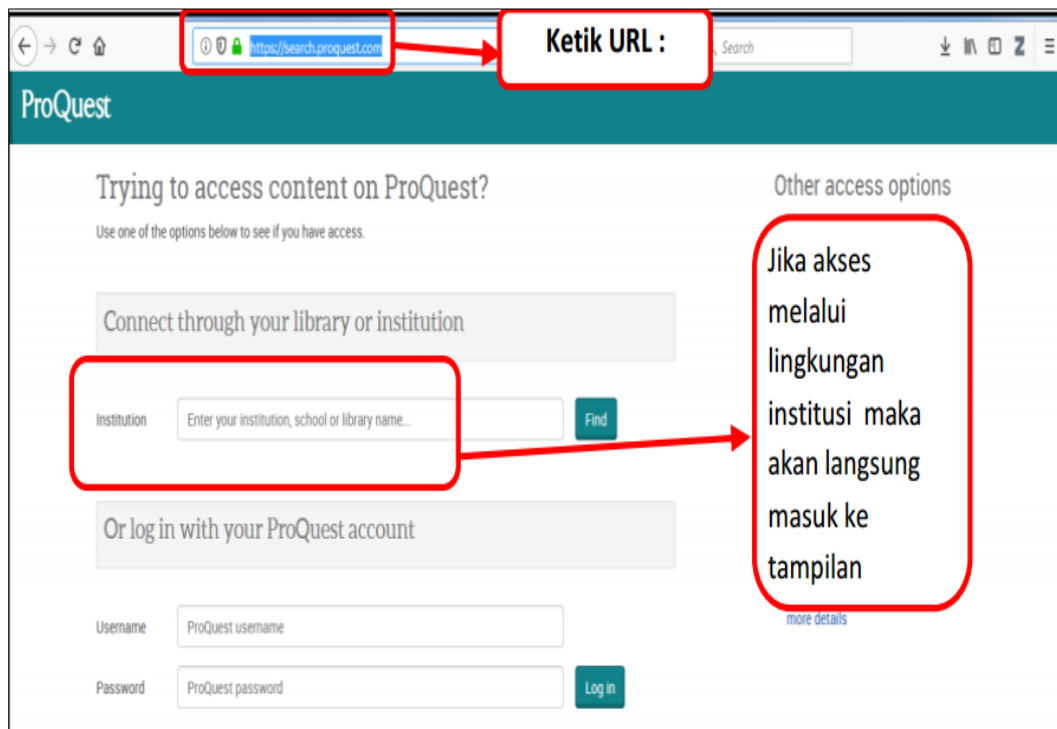 https://search.proquest.com
Ketik URL :
Search
ProQuest
Trying to access content on ProQuest?
Use one of the options below to see if you have access.
Connect through your library or institution
Institution
Enter your institution, school or library name...
Find
Or log in with your ProQuest account
Username
ProQuest username
Password
ProQuest password
Log in
Other access options
Jika akses
melalui
lingkungan
institusi maka
akan langsung
masuk ke
tampilan
more details